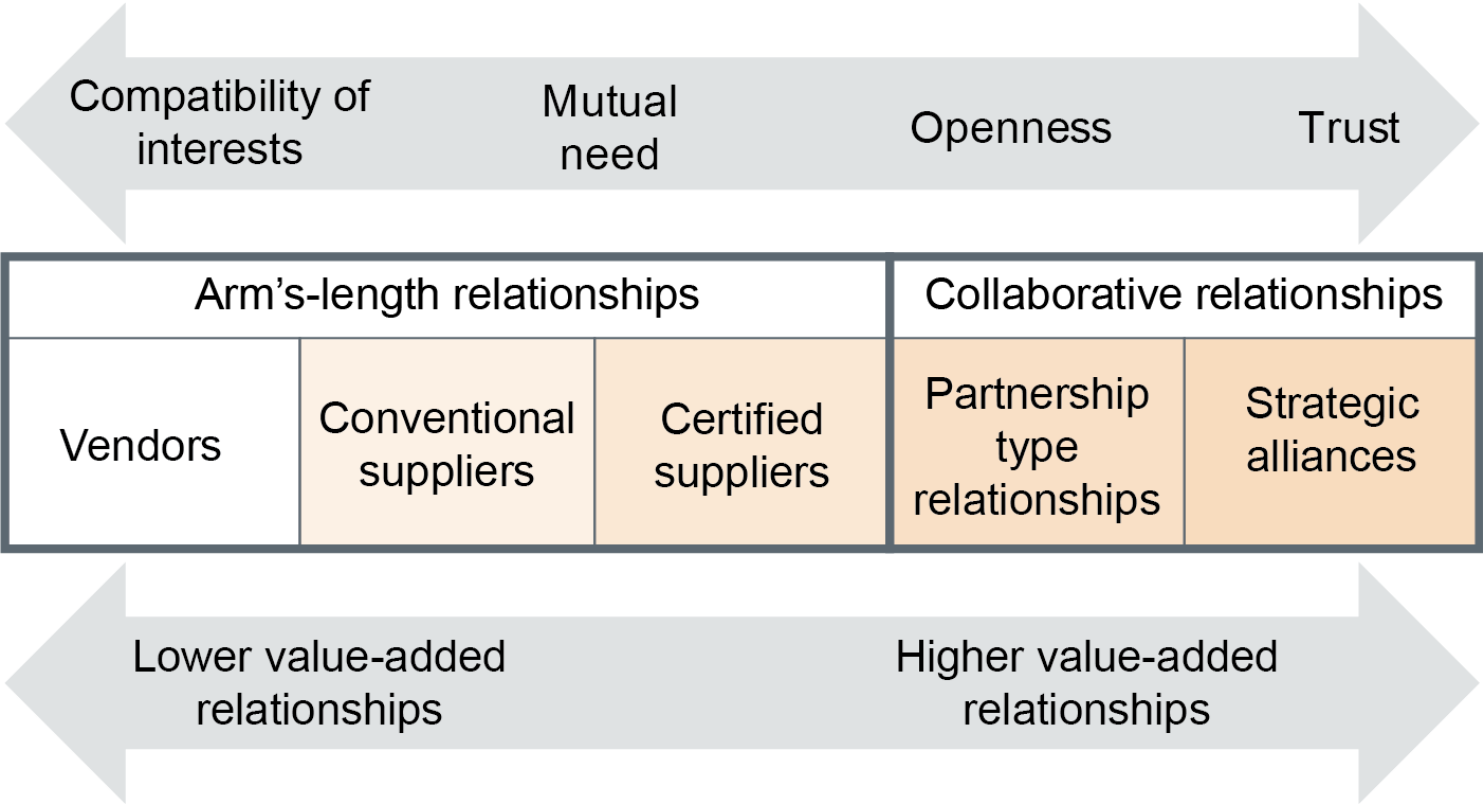 Compatibility of
interests
Mutual
need
Openness
Trust
Arm’s-length relationships
Collaborative relationships
Vendors
Conventional
suppliers
Certified
suppliers
Partnership
type
relationships
Strategic
alliances
Lower value-added
relationships
Higher value-added
relationships